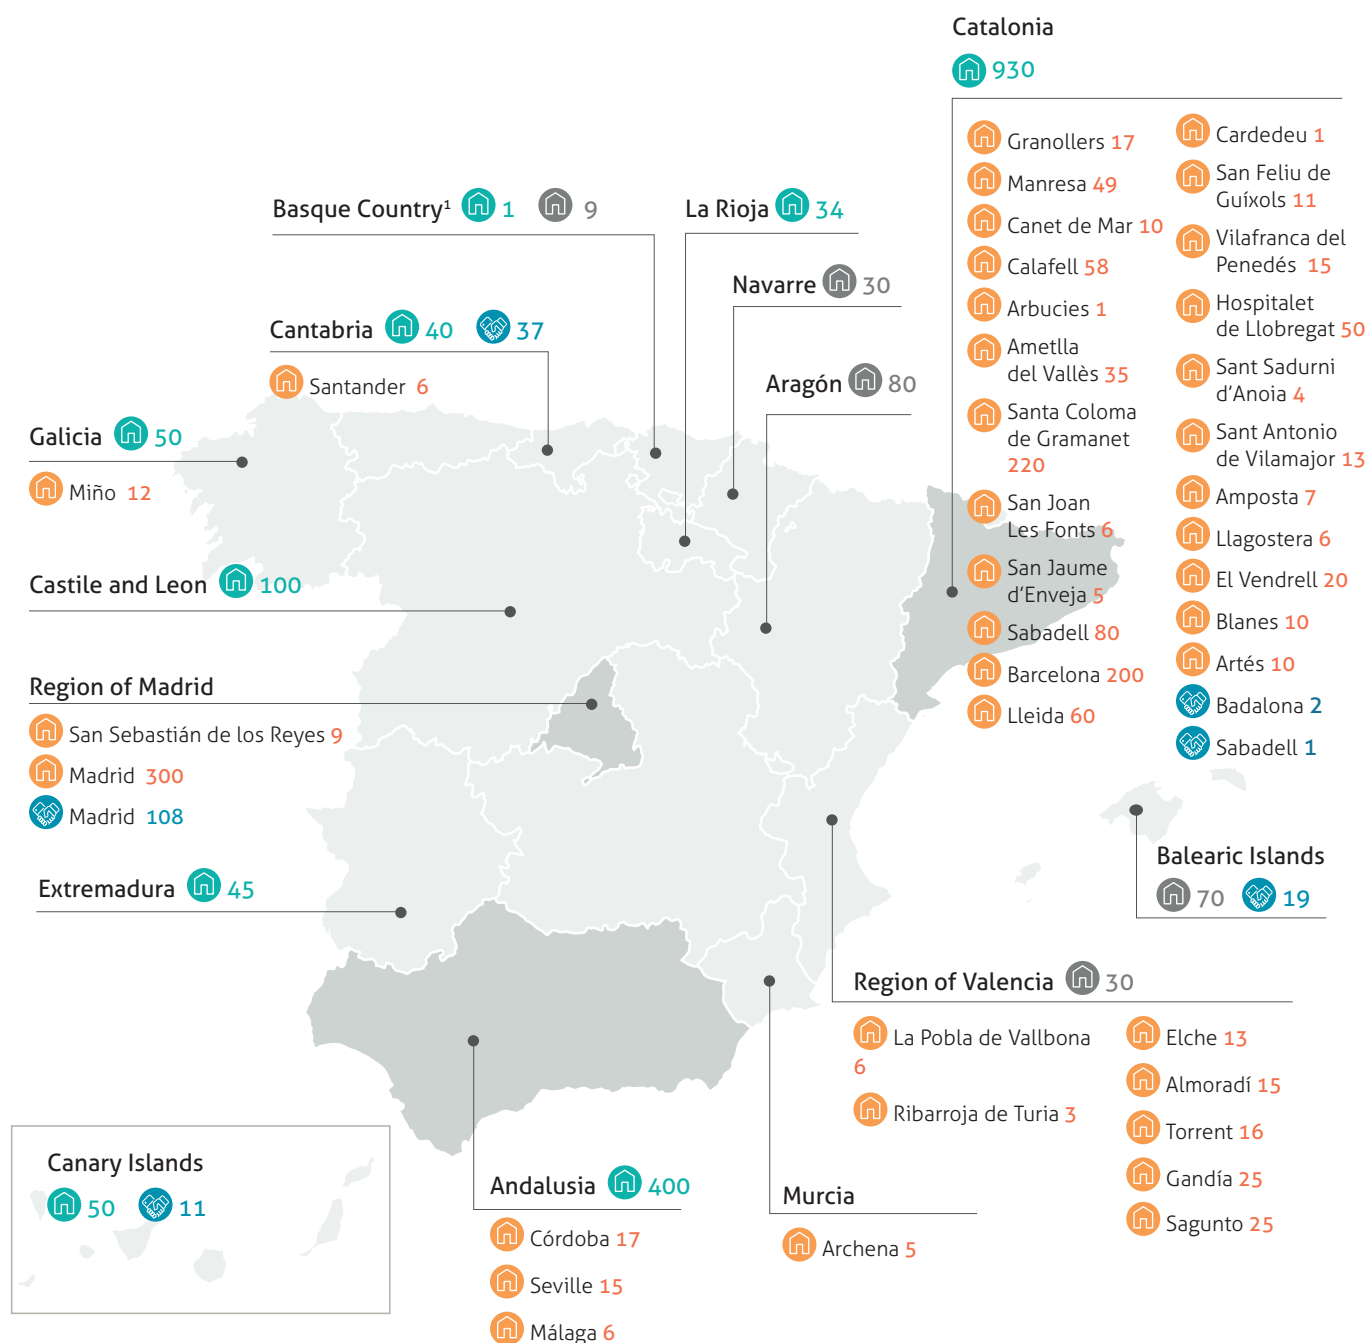 Catalonia
930
Granollers 17
Manresa 49
Canet de Mar 10
Calafell 58
Arbucies 1
Ametlla
del Vallès 35
Santa Coloma
de Gramanet
220
San Joan
Les Fonts 6
San Jaume
d'Enveja 5
Sabadell 80
Barcelona 200
Lleida 60
Cardedeu 1
San Feliu de
Guíxols 11
Vilafranca del
Penedés 15
Hospitalet
de Llobregat 50
Sant Sadurni
d'Anoia 4
Sant Antonio
de Vilamajor 13
Amposta 7
Llagostera 6
El Vendrell 20
Blanes 10
Artés 10
Badalona 2
Sabadell 1
Basque Country¹ 1 9
La Rioja 34
Navarre 30
Cantabria 40 37
Santander 6
Aragón 80
Galicia 50
Miño 12
Castile and Leon 100
Region of Madrid
San Sebastián de los Reyes 9
Madrid 300
Madrid 108
Extremadura 45
Balearic Islands
70 19
Region of Valencia 30
La Pobla de Vallbona
6
Ribarroja de Turia 3
Elche 13
Almoradí 15
Torrent 16
Gandía 25
Sagunto 25
Canary Islands
50 11
Andalusia 400
Córdoba 17
Seville 15
Málaga 6
Murcia
Archena 5